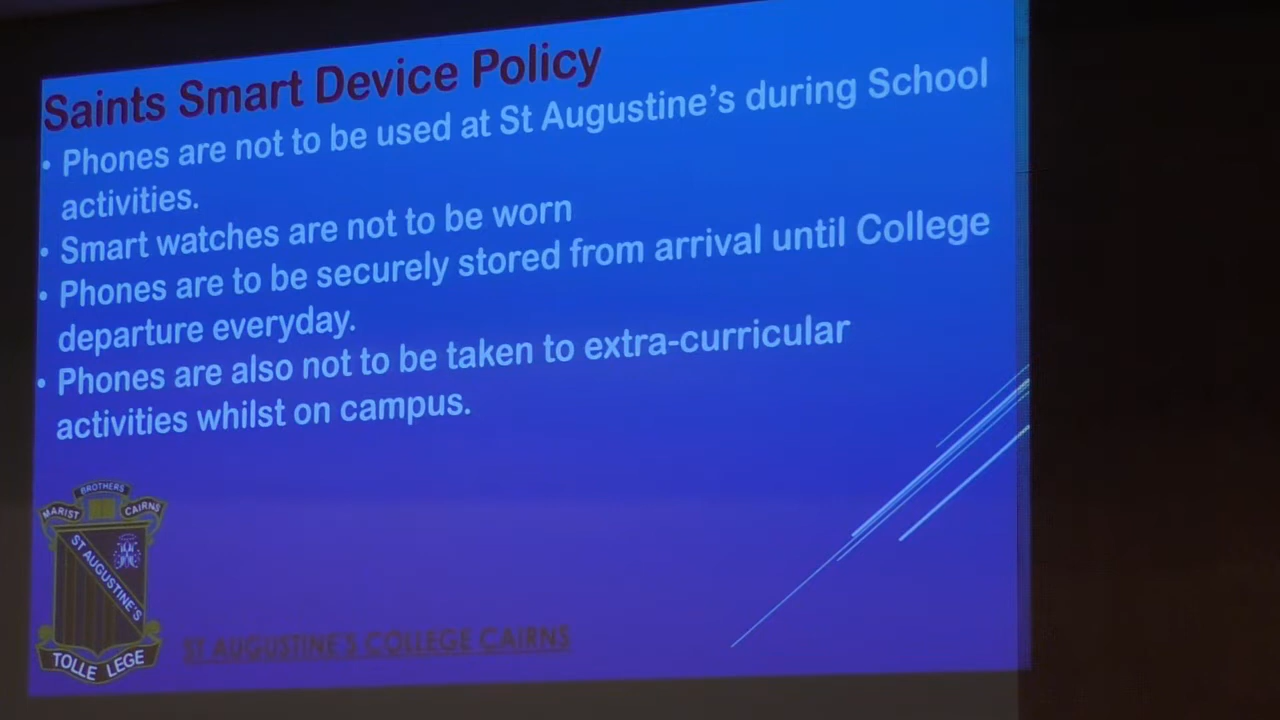 Saints Smart Device Policy
• Phones are not to be used at St Augustine's during School
activities.
• Smart watches are not to be worn
• Phones are to be securely stored from arrival until College
departure everyday.
• Phones are also not to be taken to extra-curricular
activities whilst on campus.
BROTHERS
MARIST CAIRNS
ST AUGUSTINE'S
TOLLE LEGE
ST AUGUSTINE'S COLLEGE CAIRNS